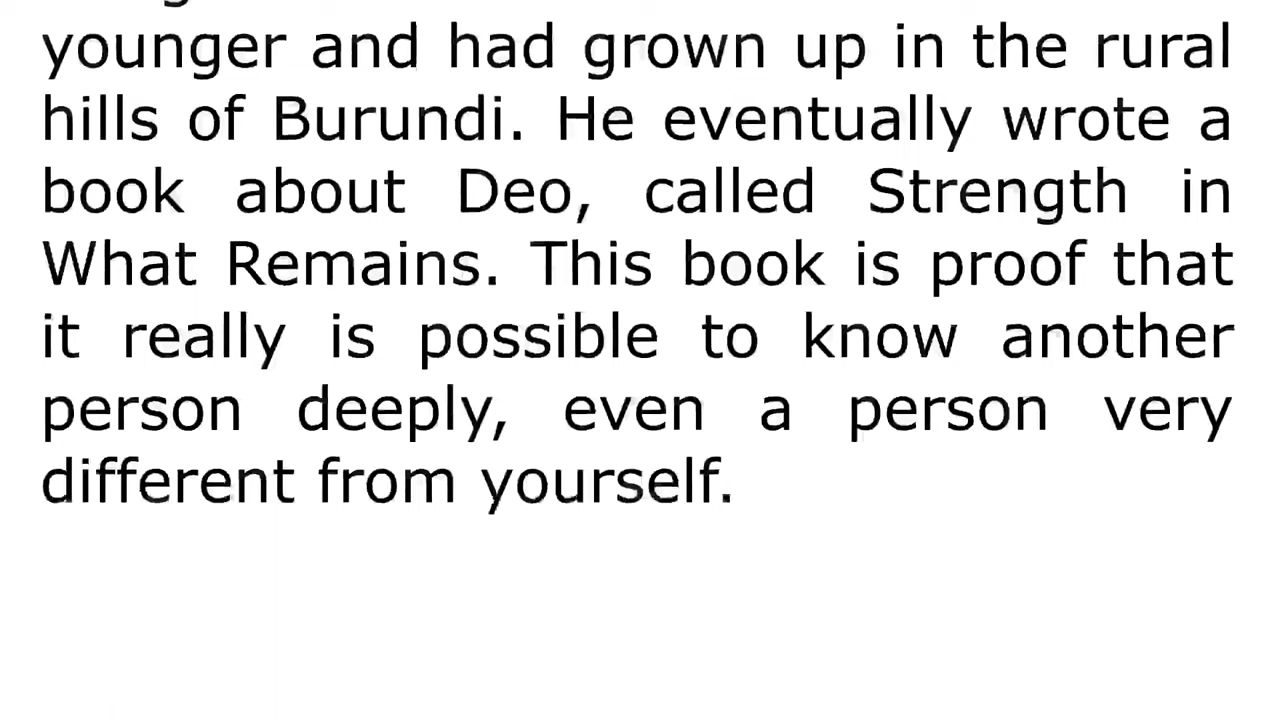 younger and had grown up in the rural
hills of Burundi. He eventually wrote a
book about Deo, called Strength in
What Remains. This book is proof that
it really is possible to know another
person deeply, even a person very
different from yourself.